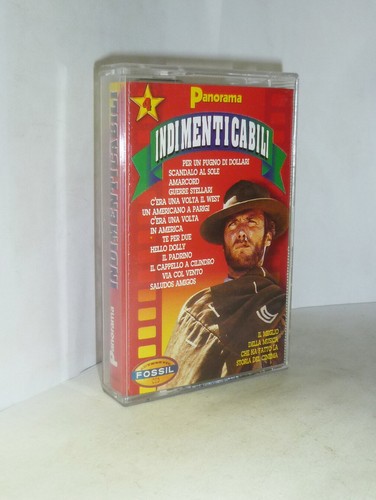 4
Panorama
INDIMENTICABILI
PER UN PUGNO DI DOLLARI
SCANDALO AL SOLE
AMARCORD
GUERRE STELLARI
C'ERA UNA VOLTA IL WEST
UN AMERICANO A PARIGI
C'ERA UNA VOLTA
IN AMERICA
TE PER DUE
HELLO DOLLY
IL PADRINO
IL CAPPELLO A CILINDRO
VIA COL VENTO
SALUDOS AMIGOS
IL MEGLIO
DELLA MUSICA
CHE HA FATTO LA
STORIA DEL CINEMA
FOSSIL
INDIMENTICABILI
Panorama